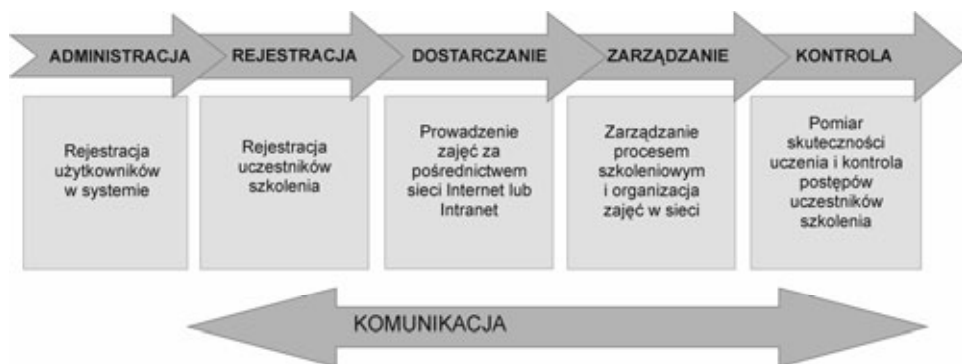 ADMINISTRACJA
REJESTRACJA
DOSTARCZANIE
ZARZĄDZANIE
KONTROLA
Rejestracja
użytkowników
w systemie
Rejestracja
uczestników
szkolenia
Prowadzenie
zajęć za
pośrednictwem
sieci Internet lub
Intranet
Zarządzanie
procesem
szkoleniowym
i organizacja
zajęć w sieci
Pomiar
skuteczności
uczenia i kontrola
postępów
uczestników
szkolenia
KOMUNIKACJA